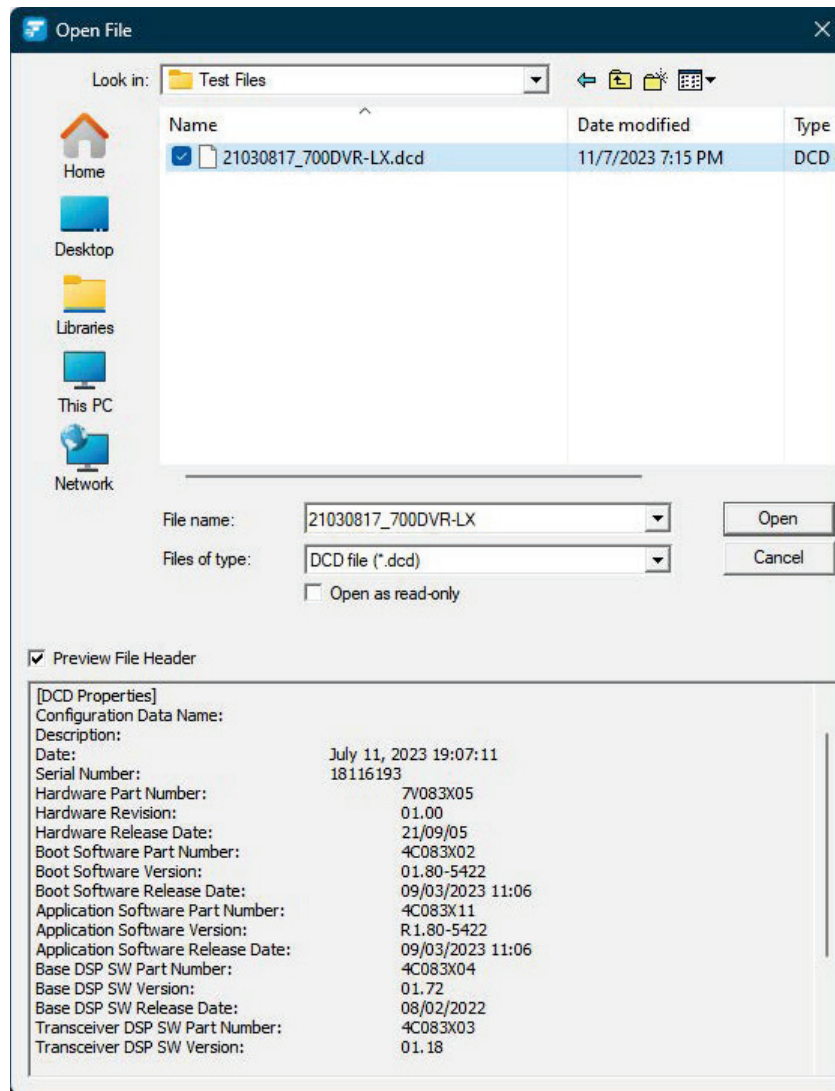 Open File
Look in: Test Files
Name Date modified Type
21030817_700DVR-LX.dcd 11/7/2023 7:15 PM DCD
Home
Desktop
Libraries
This PC
Network
File name: 21030817_700DVR-LX Open
Files of type: DCD file (*.dcd) Cancel
Open as read-only
Preview File Header
[DCD Properties]
Configuration Data Name:
Description:
Date: July 11, 2023 19:07:11
Serial Number: 18116193
Hardware Part Number: 7V083X05
Hardware Revision: 01.00
Hardware Release Date: 21/09/05
Boot Software Part Number: 4C083X02
Boot Software Version: 01.80-5422
Boot Software Release Date: 09/03/2023 11:06
Application Software Part Number: 4C083X11
Application Software Version: R1.80-5422
Application Software Release Date: 09/03/2023 11:06
Base DSP SW Part Number: 4C083X04
Base DSP SW Version: 01.72
Base DSP SW Release Date: 08/02/2022
Transceiver DSP SW Part Number: 4C083X03
Transceiver DSP SW Version: 01.18